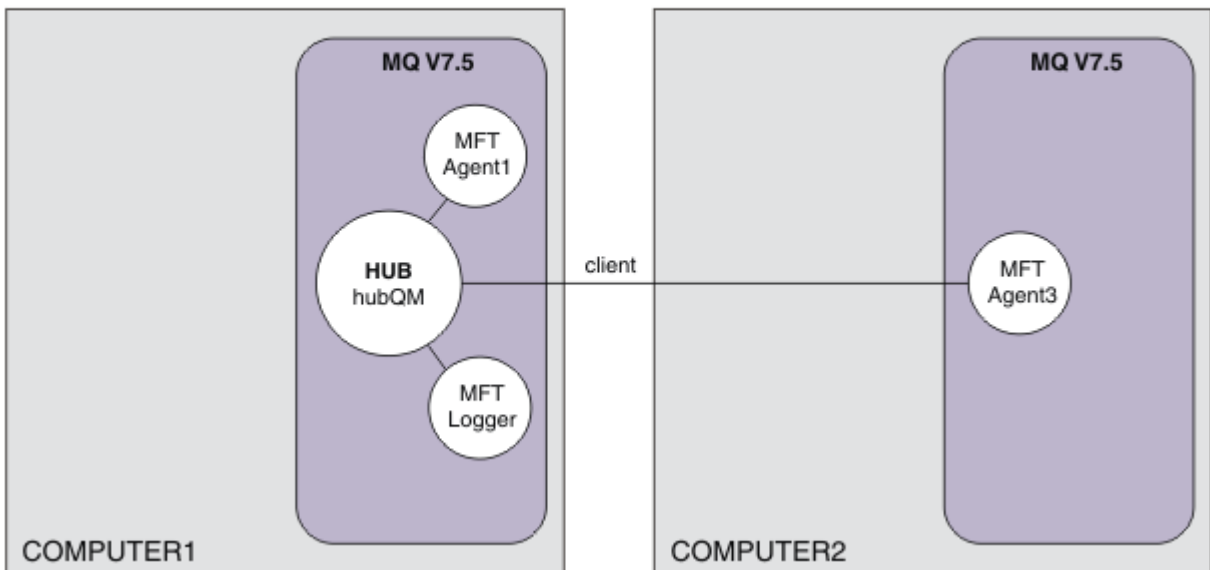 MQ V7.5
MFT
Agent1
HUB
hubQM
MFT
Logger
COMPUTER1
client
MQ V7.5
MFT
Agent3
COMPUTER2